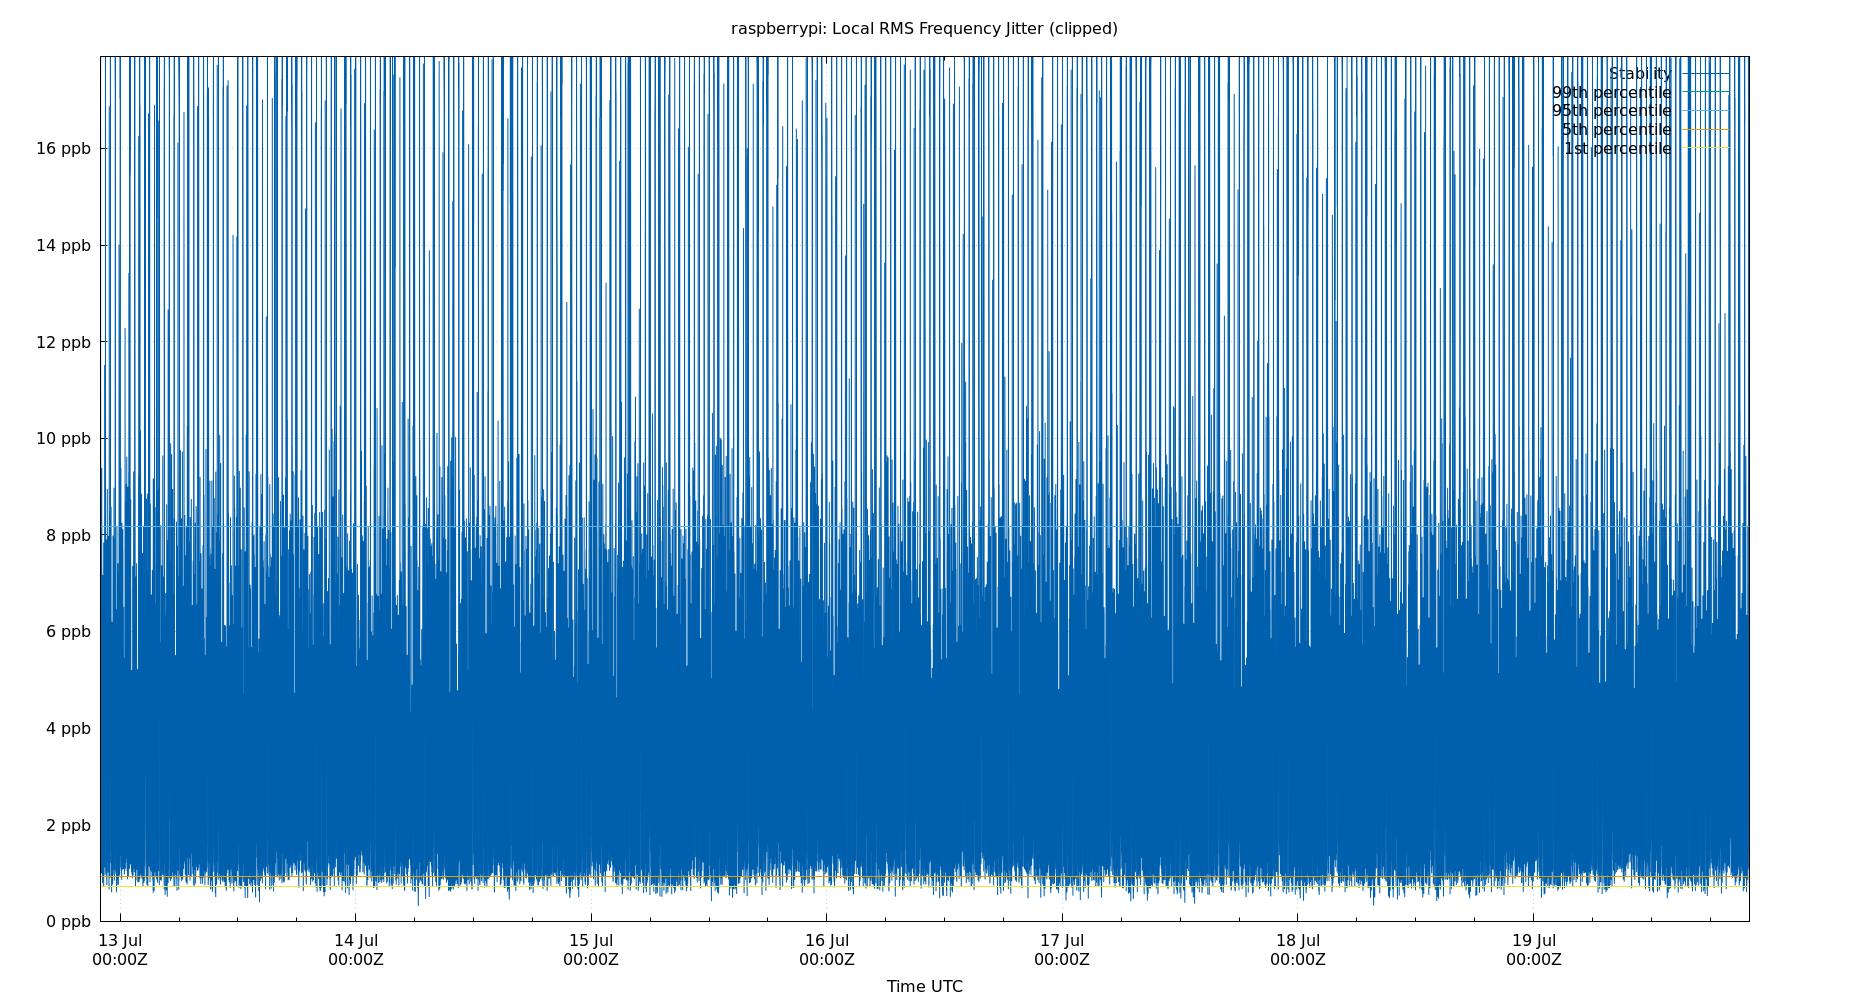 raspberrypi: Local RMS Frequency Jitter (clipped)
Stability
99th percentile
95th percentile
5th percentile
1st percentile
16 ppb
14 ppb
12 ppb
10 ppb
8 ppb
6 ppb
4 ppb
2 ppb
0 ppb
13 Jul 14 Jul 15 Jul 16 Jul 17 Jul 18 Jul 19 Jul
00:00Z 00:00Z 00:00Z 00:00Z 00:00Z 00:00Z 00:00Z
Time UTC